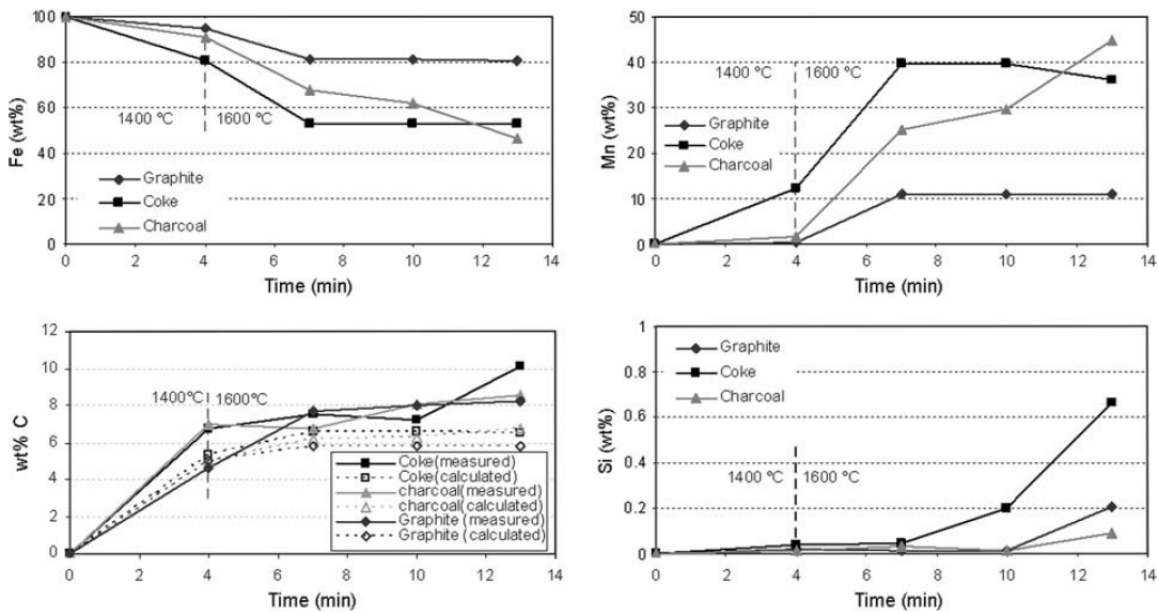 100
80
60
40
20
0
Fe (wt%)
1400 °C
1600 °C
Graphite
Coke
Charcoal
0 2 4 6 8 10 12 14
Time (min)
50
40
30
20
10
0
Mn (wt%)
1400 °C
1600 °C
Graphite
Coke
Charcoal
0 2 4 6 8 10 12 14
Time (min)
12
10
8
6
4
2
0
wt% C
1400°C
1600°C
Coke(measured)
Coke(calculated)
charcoal(measured)
charcoal(calculated)
Graphite (measured)
Graphite (calculated)
0 2 4 6 8 10 12 14
Time (min)
1
0.8
0.6
0.4
0.2
0
Si (wt%)
Graphite
Coke
Charcoal
1400 °C
1600 °C
0 2 4 6 8 10 12 14
Time (min)